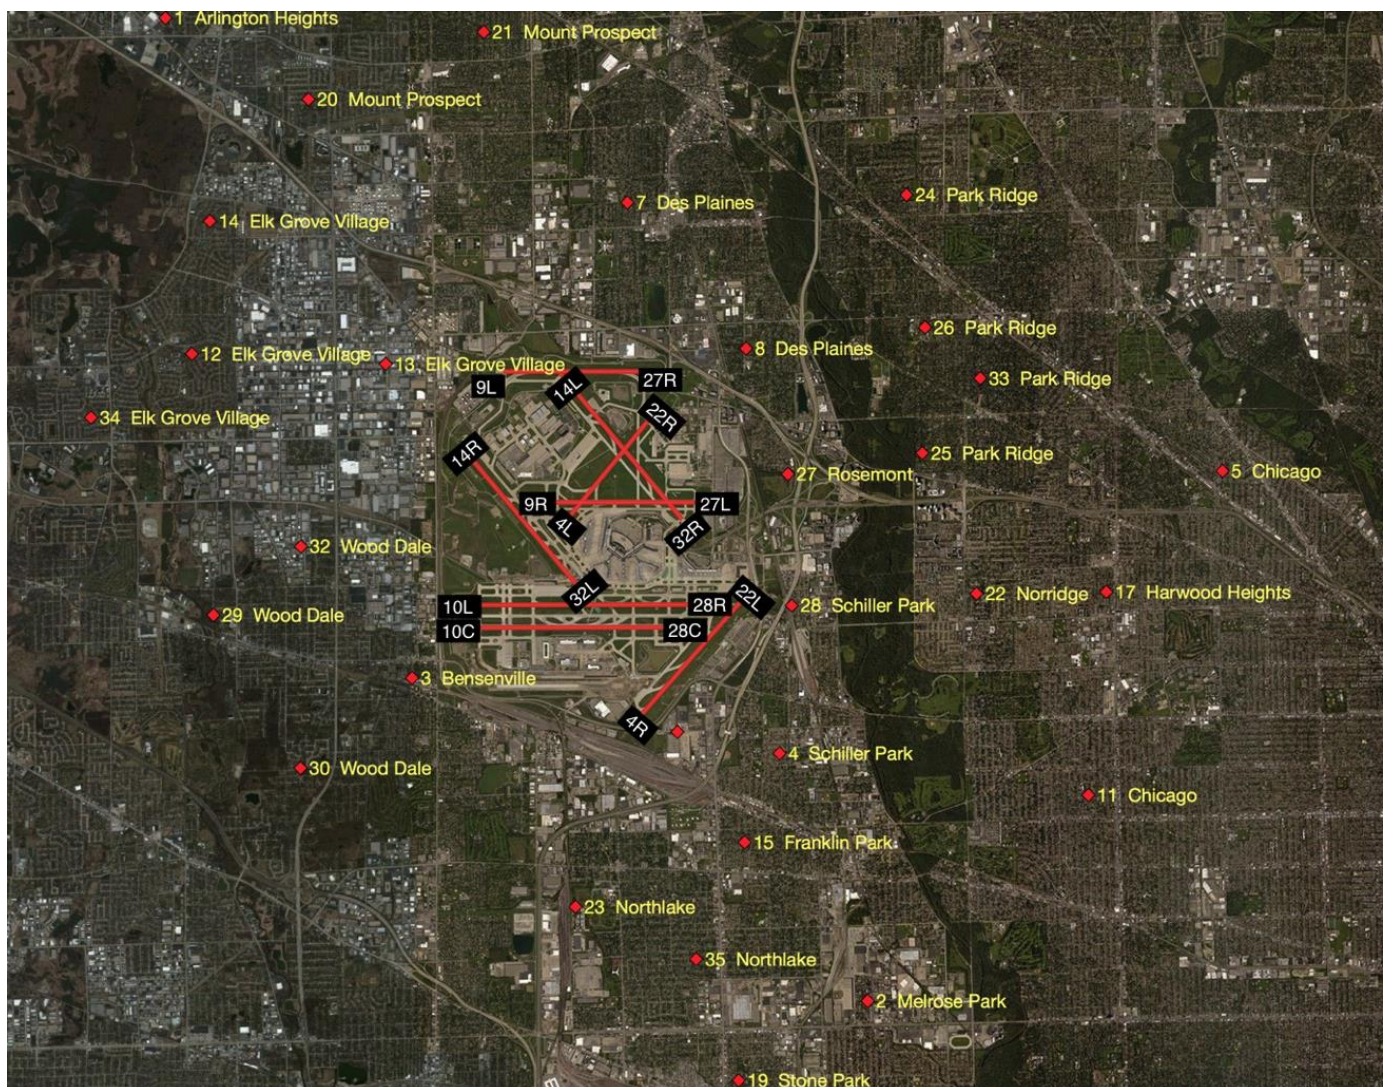 1 Arlington Heights
21 Mount Prospect
20 Mount Prospect
24 Park Ridge
7 Des Plaines
14 Elk Grove Village
26 Park Ridge
8 Des Plaines
12 Elk Grove Village
13 Elk Grove Village
33 Park Ridge
27R
9L
14L
22R
34 Elk Grove Village
14R
25 Park Ridge
5 Chicago
27 Rosemont
9R
27L
4L
32R
32 Wood Dale
32L
22L
22 Norridge
17 Harwood Heights
10L
28R
28 Schiller Park
29 Wood Dale
10C
28C
3 Bensenville
4R
4 Schiller Park
30 Wood Dale
11 Chicago
15 Franklin Park
23 Northlake
35 Northlake
2 Melrose Park
19 Stone Park